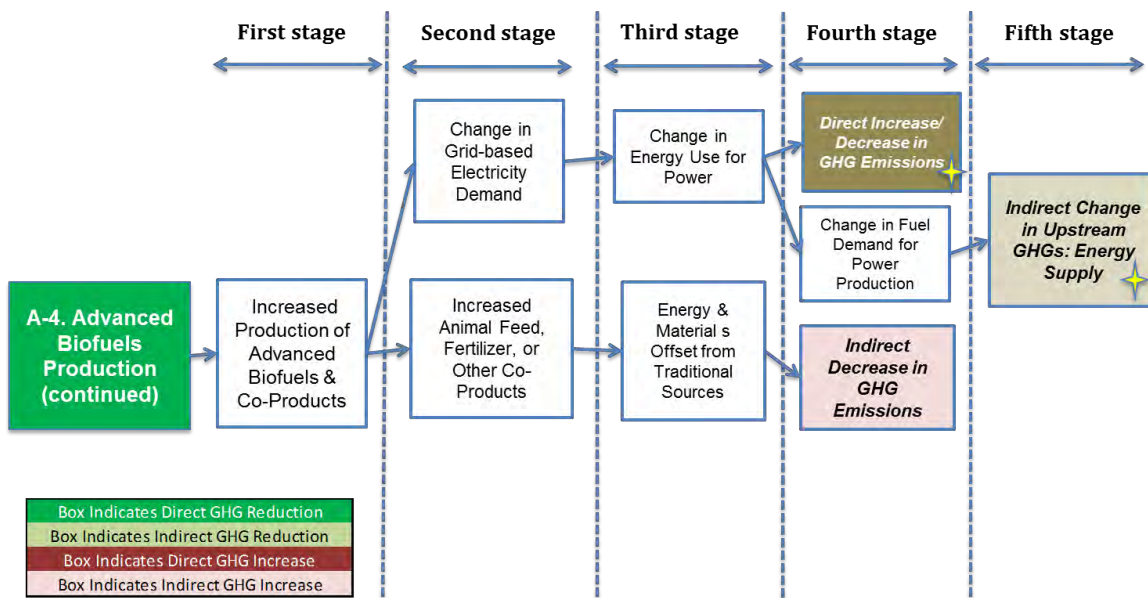 First stage
Second stage
Third stage
Fourth stage
Fifth stage
Change in
Grid-based
Electricity
Demand
Change in
Energy Use for
Power
Direct Increase/
Decrease in
GHG Emissions
Change in Fuel
Demand for
Power
Production
Indirect Change
in Upstream
GHGs: Energy
Supply
A-4. Advanced
Biofuels
Production
(continued)
Increased
Production of
Advanced
Biofuels &
Co-Products
Increased
Animal Feed,
Fertilizer, or
Other Co-
Products
Energy &
Material s
Offset from
Traditional
Sources
Indirect
Decrease in
GHG
Emissions
Box Indicates Direct GHG Reduction
Box Indicates Indirect GHG Reduction
Box Indicates Direct GHG Increase
Box Indicates Indirect GHG Increase